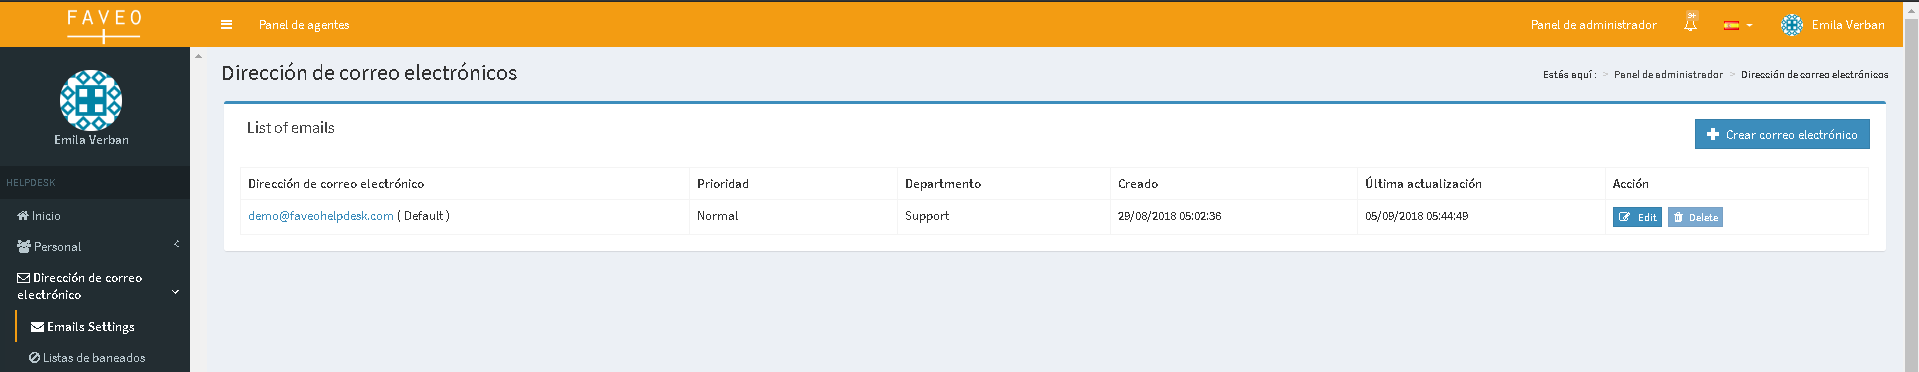 FAVEO
Panel de agentes
Panel de administrador
9+
Emila Verban
Emila Verban
HELPDESK
Inicio
Personal
Dirección de correo
electrónico
Emails Settings
Listas de baneados
Dirección de correo electrónicos
Estás aquí : > Panel de administrador > Dirección de correo electrónicos
List of emails
Crear correo electrónico
Dirección de correo electrónico Prioridad Departmento Creado Última actualización Acción
demo@faveohelpdesk.com ( Default ) Normal Support 29/08/2018 05:02:36 05/09/2018 05:44:49 Edit Delete